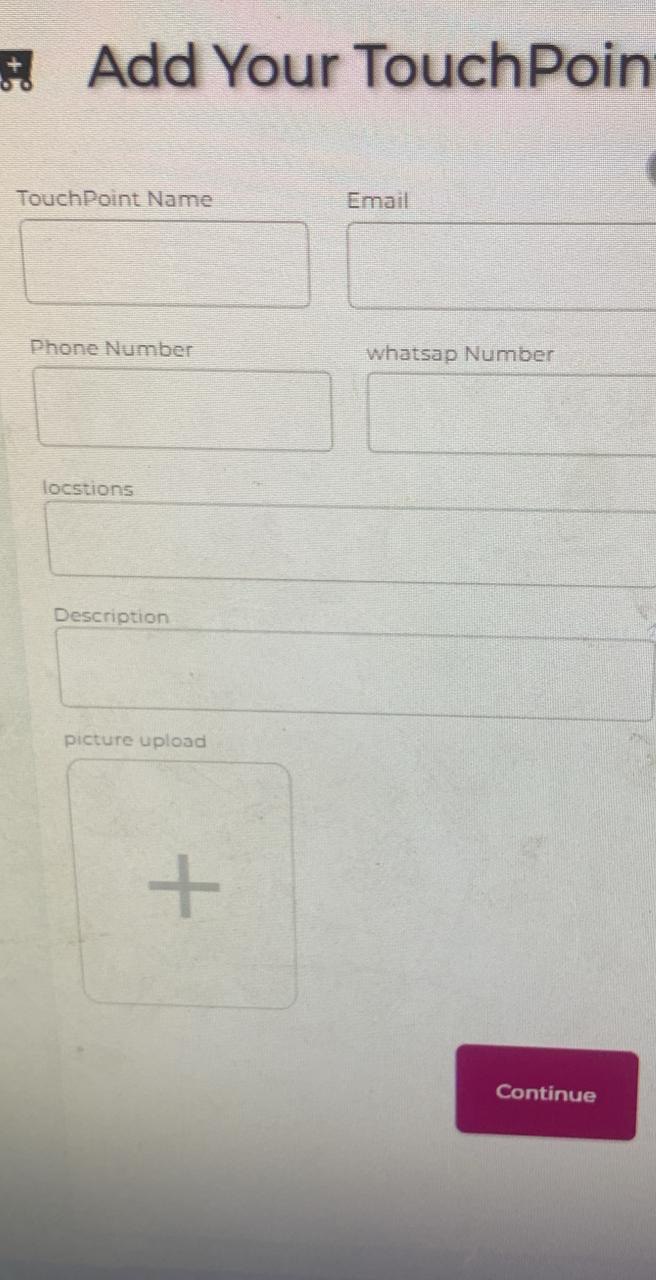 Add Your TouchPoin
TouchPoint Name Email
Phone Number whatsap Number
locstions
Description
picture upload
Continue